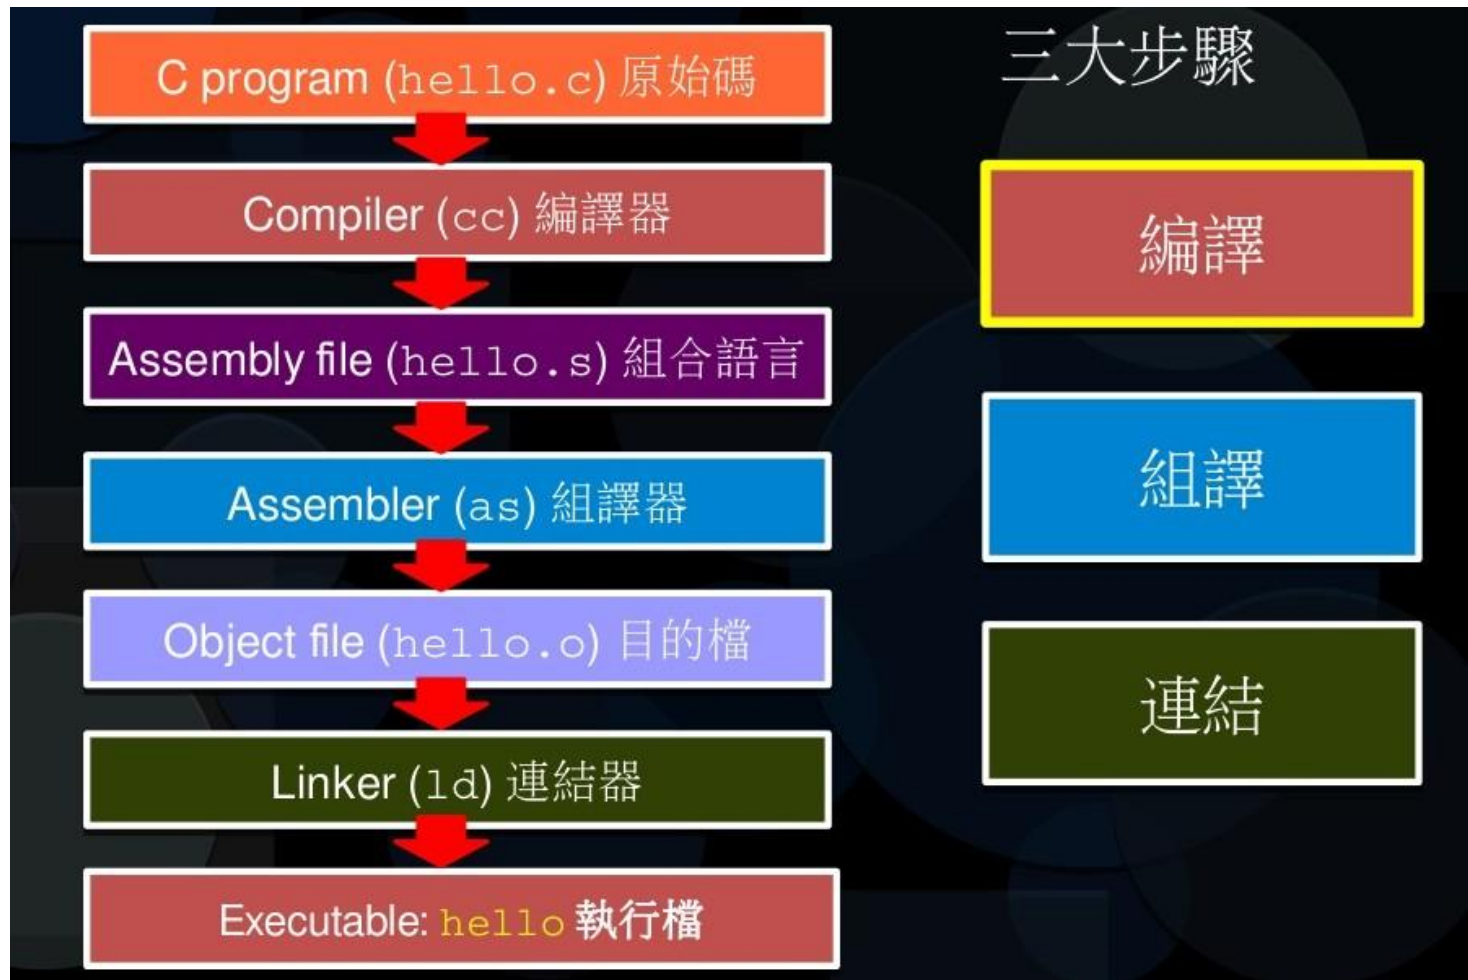 C program (hello.c) 原始碼
Compiler (cc) 編譯器
Assembly file (hello.s) 組合語言
Assembler (as) 組譯器
Object file (hello.o) 目的檔
Linker (ld) 連結器
Executable: hello 執行檔
三大步驟
編譯
組譯
連結